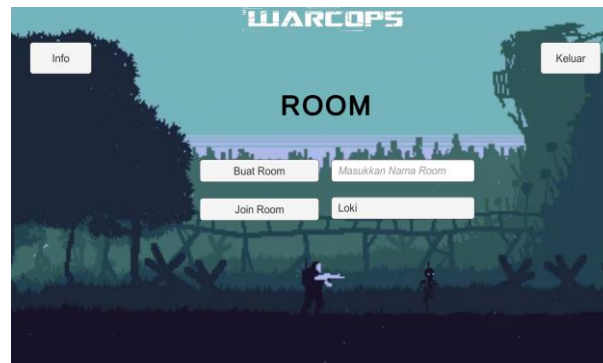 WARCOPS
Info
Keluar
ROOM
Buat Room
Masukkan Nama Room
Join Room
Loki